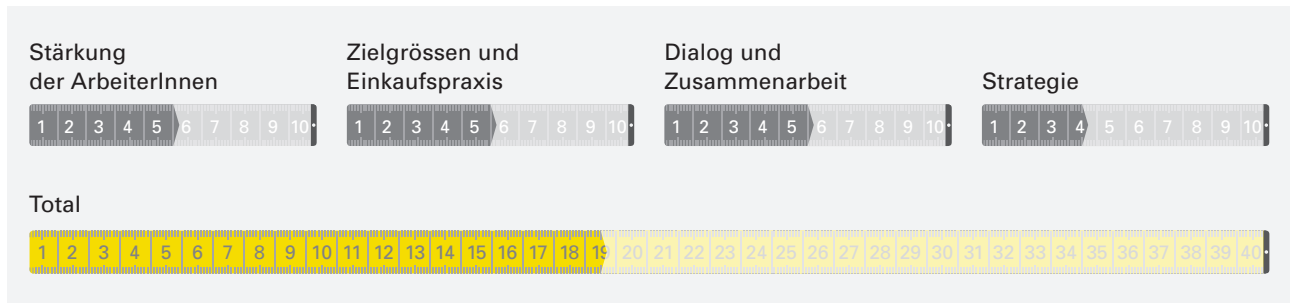 Stärkung
der ArbeiterInnen
1 2 3 4 5 6 7 8 9 10
Zielgrössen und
Einkaufspraxis
1 2 3 4 5 6 7 8 9 10
Dialog und
Zusammenarbeit
1 2 3 4 5 6 7 8 9 10
Strategie
1 2 3 4 5 6 7 8 9 10
Total
1 2 3 4 5 6 7 8 9 10 11 12 13 14 15 16 17 18 19 20 21 22 23 24 25 26 27 28 29 30 31 32 33 34 35 36 37 38 39 40